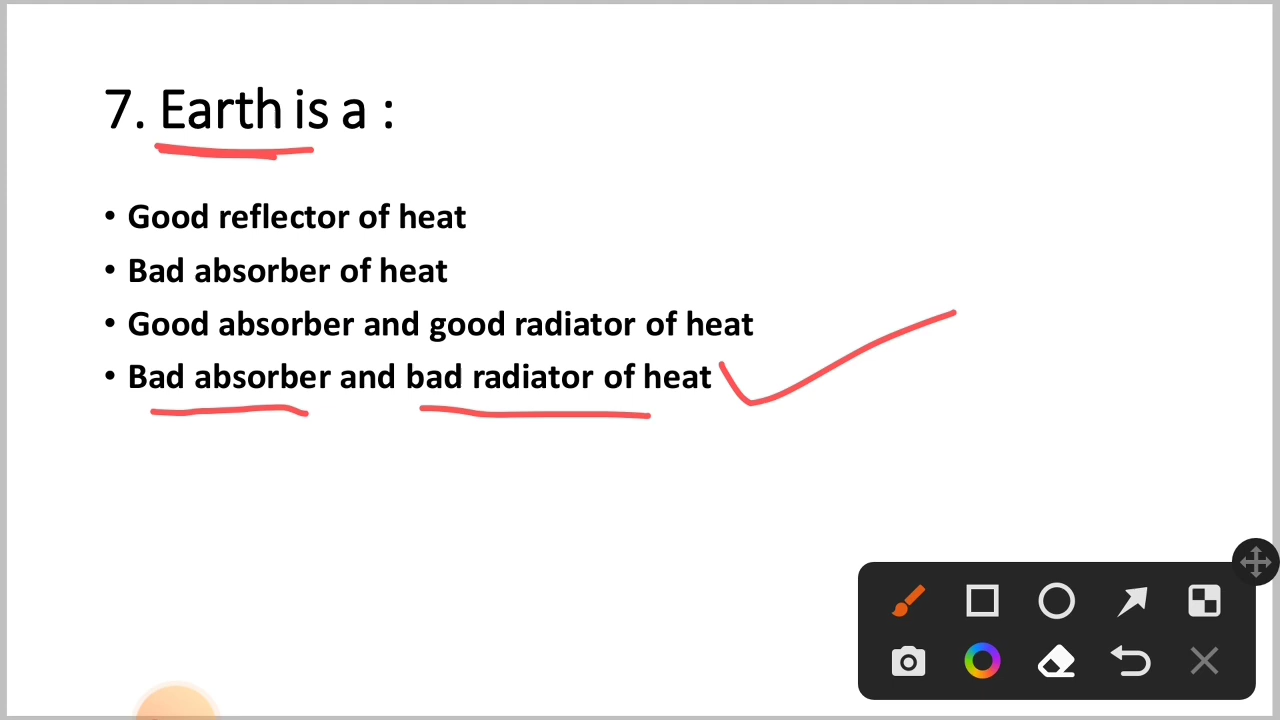 7. Earth is a :
• Good reflector of heat
• Bad absorber of heat
• Good absorber and good radiator of heat
• Bad absorber and bad radiator of heat